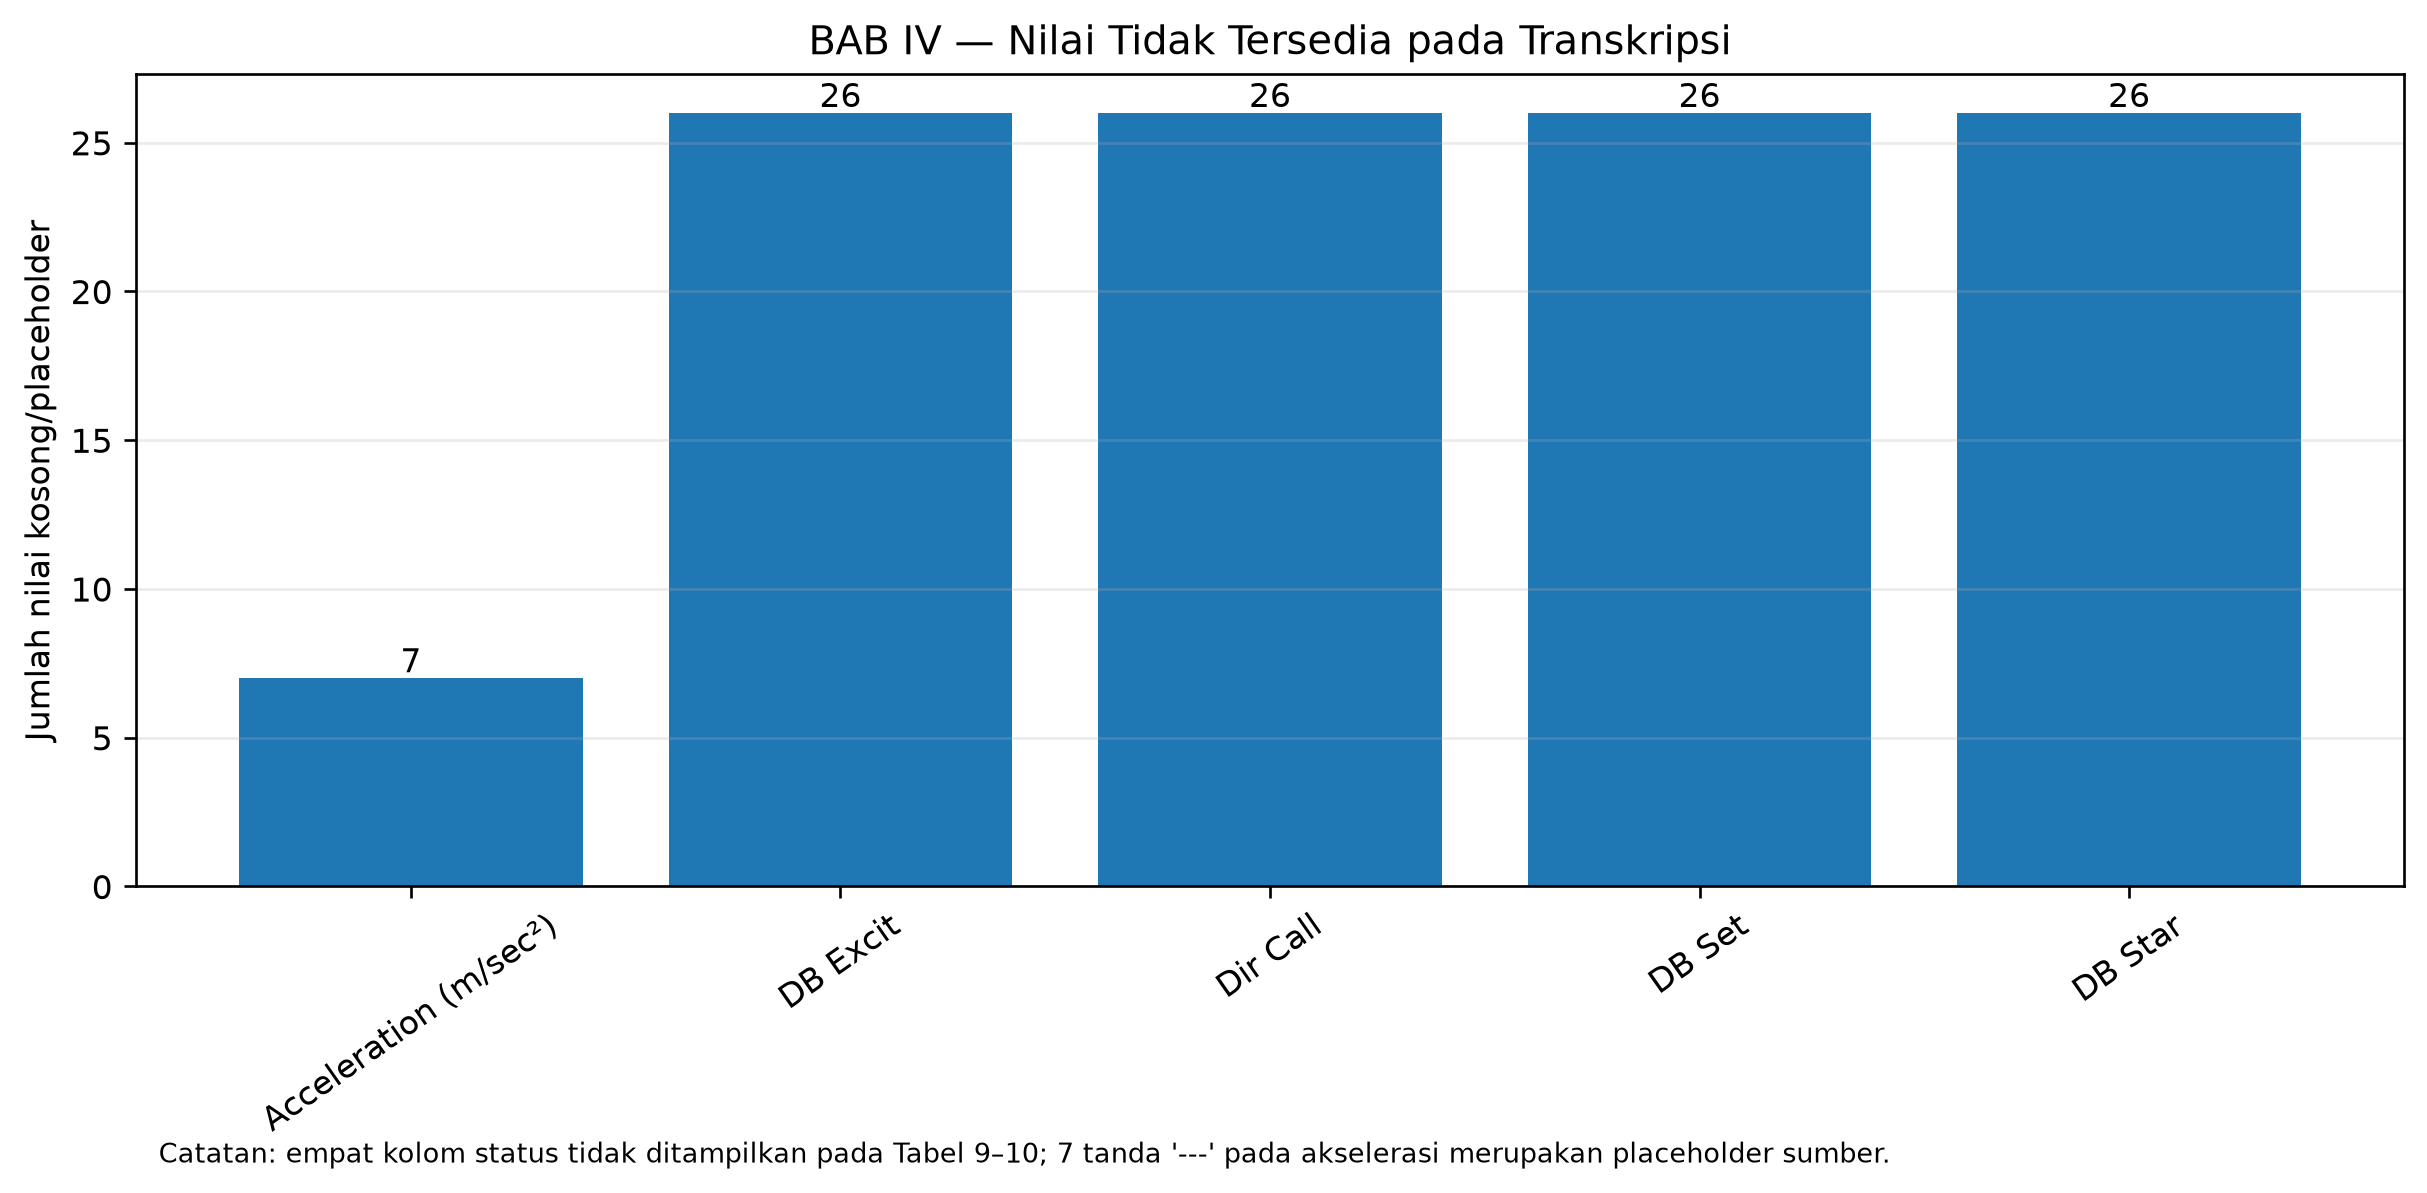 BAB IV — Nilai Tidak Tersedia pada Transkripsi
Jumlah nilai kosong/placeholder
25
20
15
10
5
0
7
26
26
26
26
Acceleration (m/sec²)
DB Excit
Dir Call
DB Set
DB Star
Catatan: empat kolom status tidak ditampilkan pada Tabel 9–10; 7 tanda '---' pada akselerasi merupakan placeholder sumber.